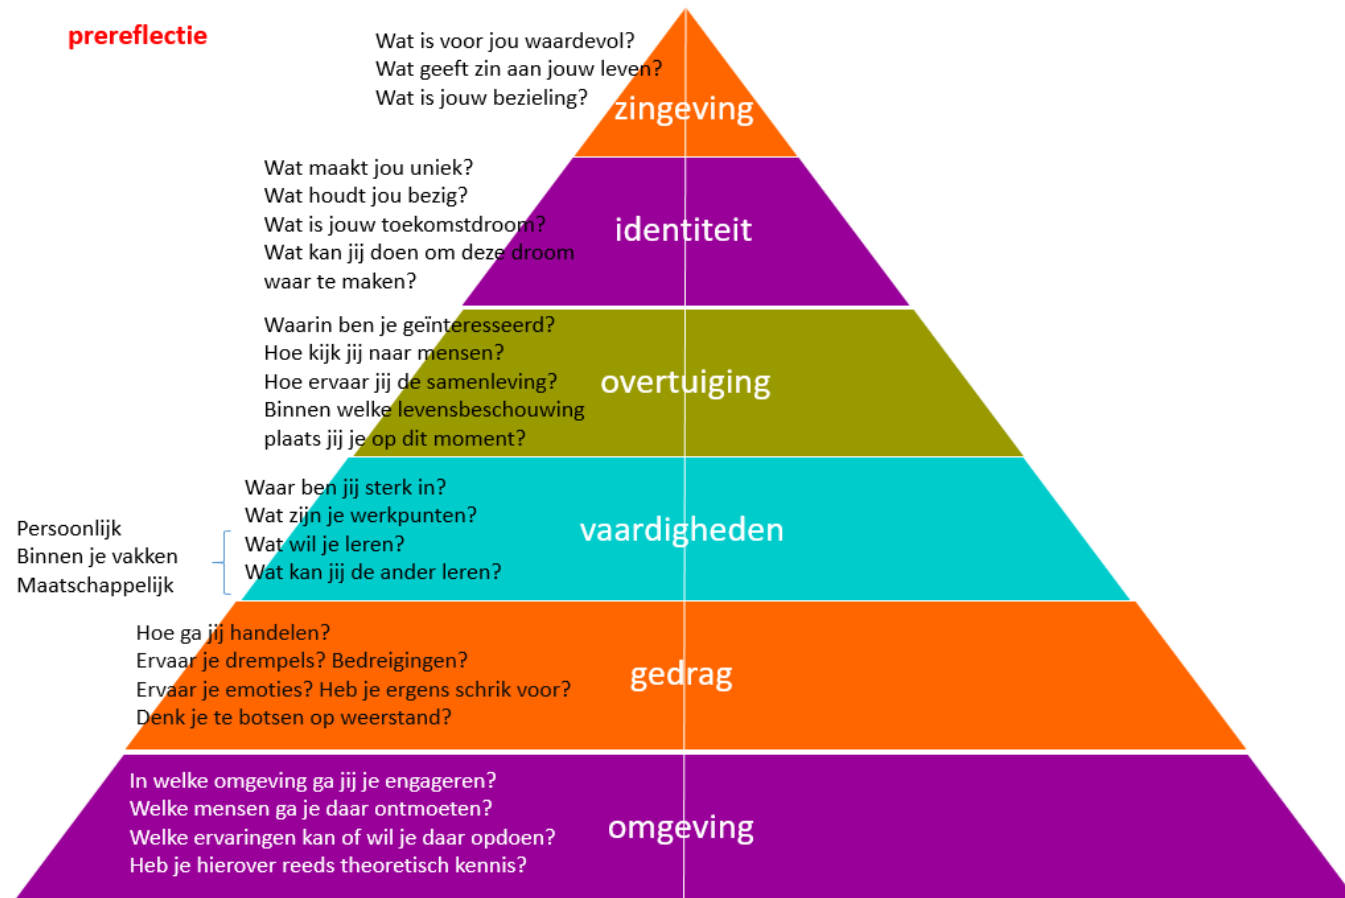 prereflectie
Wat is voor jou waardevol?
Wat geeft zin aan jouw leven?
Wat is jouw bezieling?
zingeving
Wat maakt jou uniek?
Wat houdt jou bezig?
Wat is jouw toekomstdroom?
Wat kan jij doen om deze droom
waar te maken?
identiteit
Waarin ben je geïnteresseerd?
Hoe kijk jij naar mensen?
Hoe ervaar jij de samenleving?
Binnen welke levensbeschouwing
plaats jij je op dit moment?
overtuiging
Persoonlijk
Binnen je vakken
Maatschappelijk
Waar ben jij sterk in?
Wat zijn je werkpunten?
Wat wil je leren?
Wat kan jij de ander leren?
vaardigheden
Hoe ga jij handelen?
Ervaar je drempels? Bedreigingen?
Ervaar je emoties? Heb je ergens schrik voor?
Denk je te botsen op weerstand?
gedrag
In welke omgeving ga jij je engageren?
Welke mensen ga je daar ontmoeten?
Welke ervaringen kan of wil je daar opdoen?
Heb je hierover reeds theoretisch kennis?
omgeving